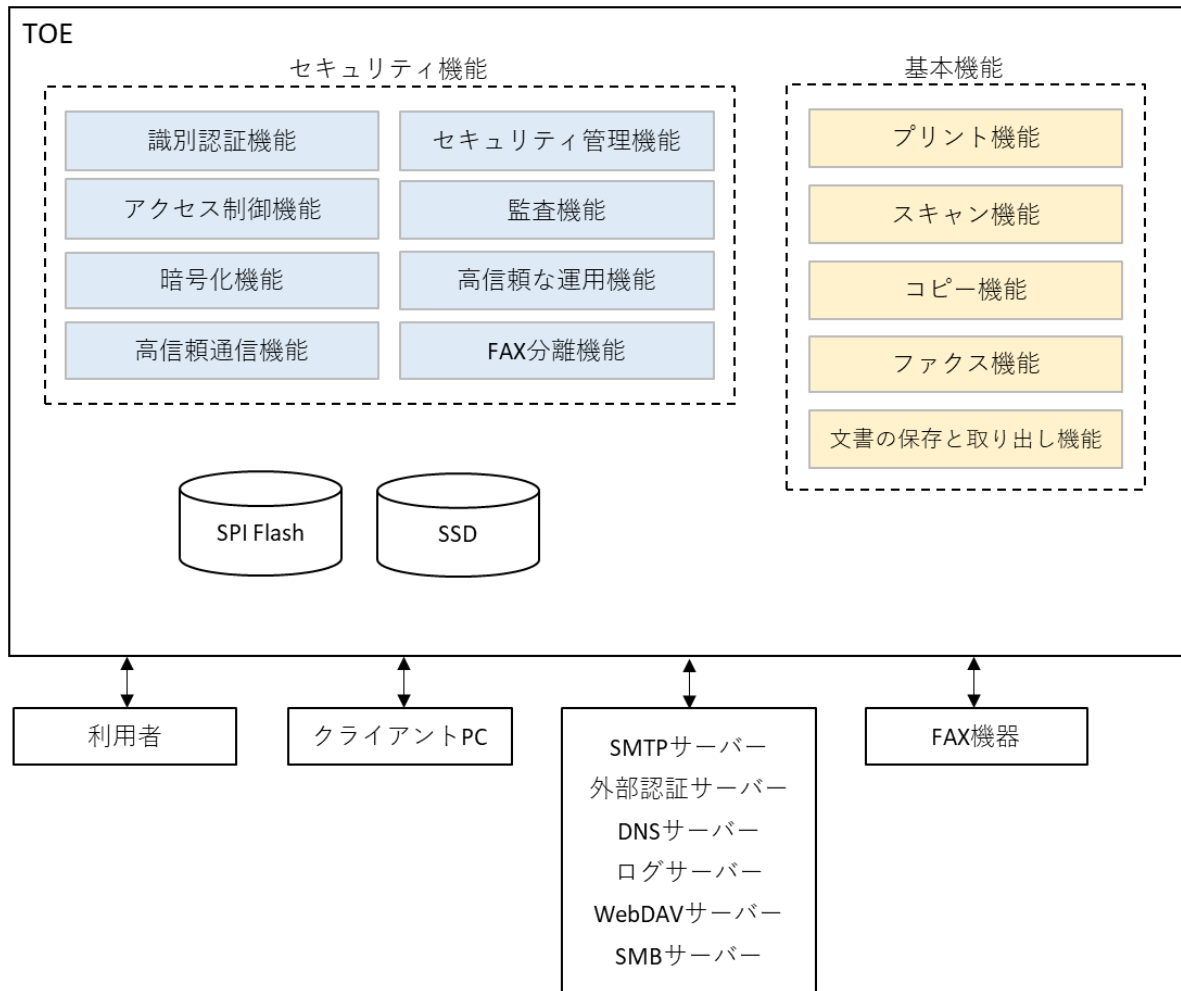 TOE
セキュリティ機能
識別認証機能
セキュリティ管理機能
アクセス制御機能
監査機能
暗号化機能
高信頼な運用機能
高信頼通信機能
FAX分離機能
基本機能
プリント機能
スキャン機能
コピー機能
ファクス機能
文書の保存と取り出し機能
SPI Flash
SSD
利用者
クライアントPC
SMTPサーバー
外部認証サーバー
DNSサーバー
ログサーバー
WebDAVサーバー
SMBサーバー
FAX機器